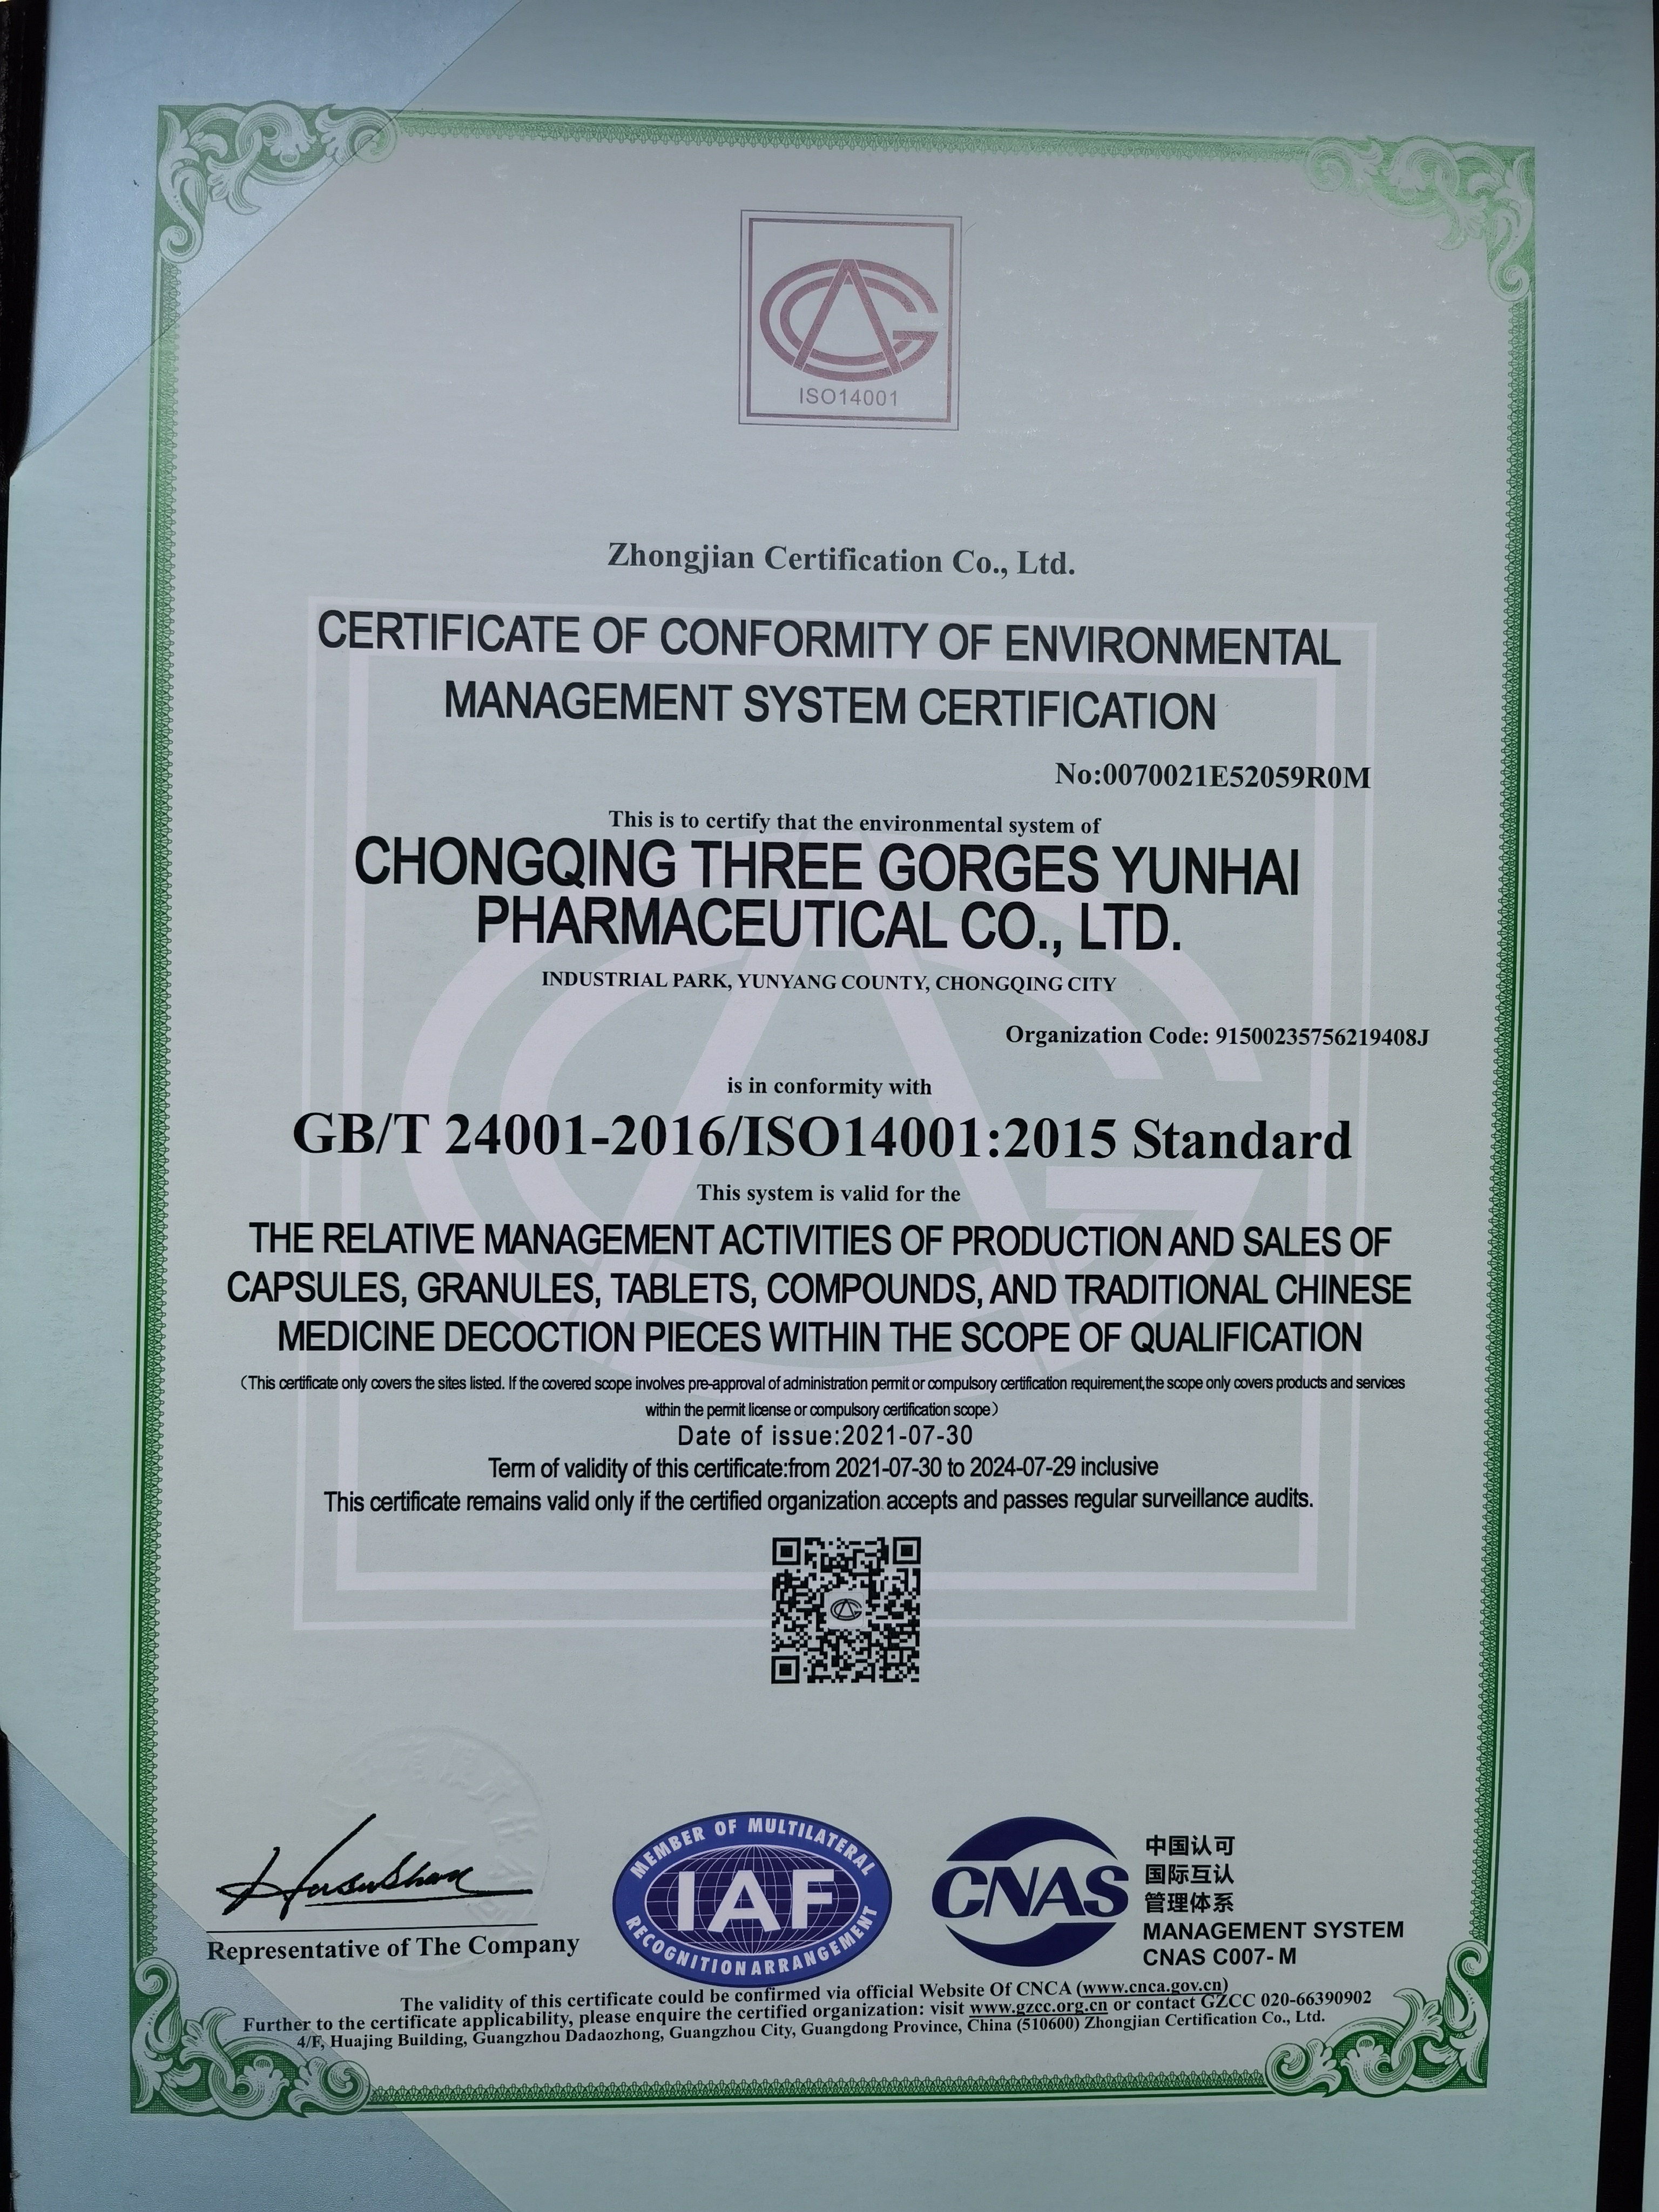 ISO14001
Zhongjian Certification Co., Ltd.
CERTIFICATE OF CONFORMITY OF ENVIRONMENTAL
MANAGEMENT SYSTEM CERTIFICATION
No:0070021E52059R0M
This is to certify that the environmental system of
CHONGQING THREE GORGES YUNHAI
PHARMACEUTICAL CO., LTD.
INDUSTRIAL PARK, YUNYANG COUNTY, CHONGQING CITY
Organization Code: 91500235756219408J
is in conformity with
GB/T 24001-2016/ISO14001:2015 Standard
This system is valid for the
THE RELATIVE MANAGEMENT ACTIVITIES OF PRODUCTION AND SALES OF
CAPSULES, GRANULES, TABLETS, COMPOUNDS, AND TRADITIONAL CHINESE
MEDICINE DECOCTION PIECES WITHIN THE SCOPE OF QUALIFICATION
(This certificate only covers the sites listed. If the covered scope involves pre-approval of administration permit or compulsory certification requirement,the scope only covers products and services
within the permit license or compulsory certification scope)
Date of issue:2021-07-30
Term of validity of this certificate:from 2021-07-30 to 2024-07-29 inclusive
This certificate remains valid only if the certified organization accepts and passes regular surveillance audits.
Representative of The Company
MEMBER OF MULTILATERAL
IAF
RECOGNITION ARRANGEMENT
CNAS
中国认可
国际互认
管理体系
MANAGEMENT SYSTEM
CNAS C007-M
The validity of this certificate could be confirmed via official Website Of CNCA (www.cnca.gov.cn)
Further to the certificate applicability, please enquire the certified organization: visit www.gzcc.org.cn or contact GZCC 020-66390902
4/F, Huajing Building, Guangzhou Dadaozhong, Guangzhou City, Guangdong Province, China (510600) Zhongjian Certification Co., Ltd.